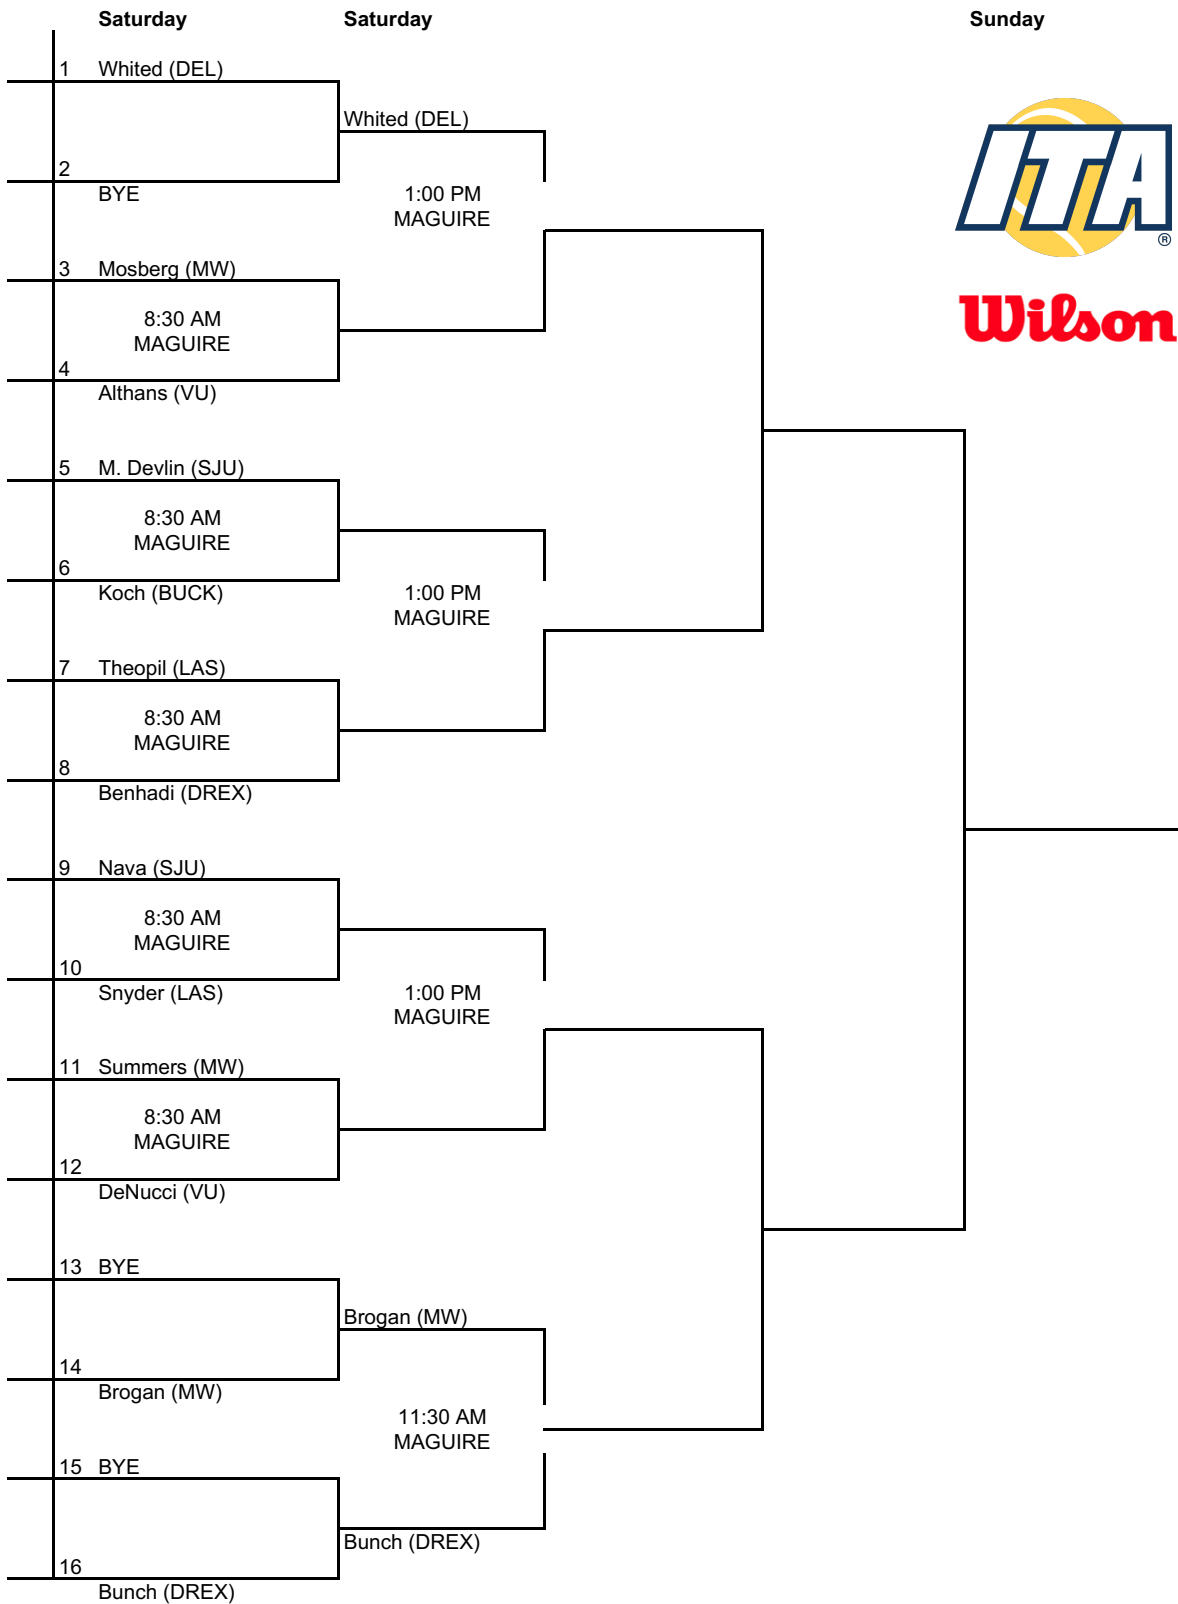 Saturday
Saturday
Sunday
1 Whited (DEL)
Whited (DEL)
2
BYE
1:00 PM
MAGUIRE
ITA
®
3 Mosberg (MW)
8:30 AM
MAGUIRE
Wilson
4
Althans (VU)
5 M. Devlin (SJU)
8:30 AM
MAGUIRE
6
Koch (BUCK)
1:00 PM
MAGUIRE
7 Theopil (LAS)
8:30 AM
MAGUIRE
8
Benhadi (DREX)
9 Nava (SJU)
8:30 AM
MAGUIRE
10
Snyder (LAS)
1:00 PM
MAGUIRE
11 Summers (MW)
8:30 AM
MAGUIRE
12
DeNucci (VU)
13 BYE
Brogan (MW)
14
Brogan (MW)
11:30 AM
MAGUIRE
15 BYE
Bunch (DREX)
16
Bunch (DREX)